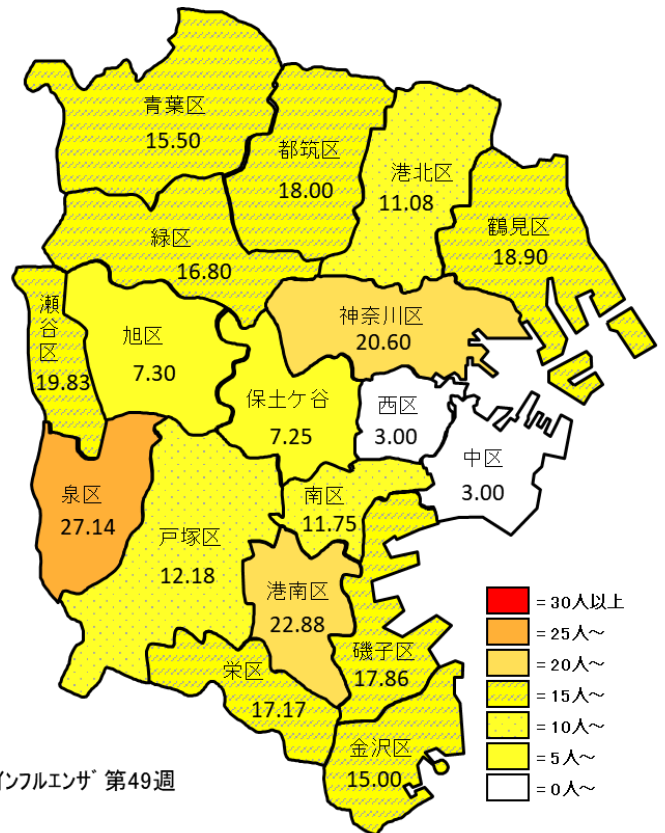 青葉区
15.50
都筑区
18.00
港北区
11.08
鶴見区
18.90
緑区
16.80
瀬谷区
19.83
旭区
7.30
神奈川区
20.60
保土ケ谷
7.25
西区
3.00
中区
3.00
泉区
27.14
戸塚区
12.18
南区
11.75
港南区
22.88
磯子区
17.86
栄区
17.17
金沢区
15.00
=30人以上
=25人～
=20人～
=15人～
=10人～
=5人～
=0人～
インフルエンザ 第49週